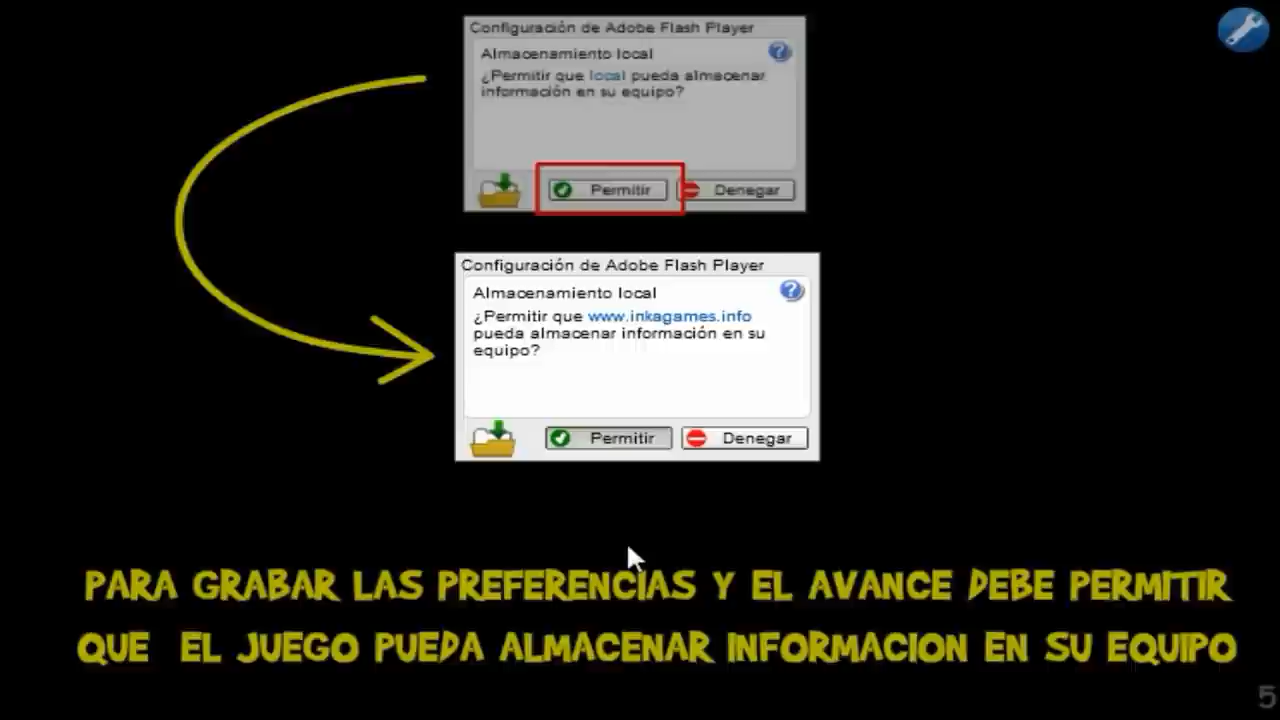 Configuración de Adobe Flash Player
Almacenamiento local
¿Permitir que local pueda almacenar
información en su equipo?
Permitir
Denegar
Configuración de Adobe Flash Player
Almacenamiento local
¿Permitir que www.inkagames.info
pueda almacenar información en su
equipo?
Permitir
Denegar
PARA GRABAR LAS PREFERENCIAS Y EL AVANCE DEBE PERMITIR
QUE EL JUEGO PUEDA ALMACENAR INFORMACION EN SU EQUIPO
5